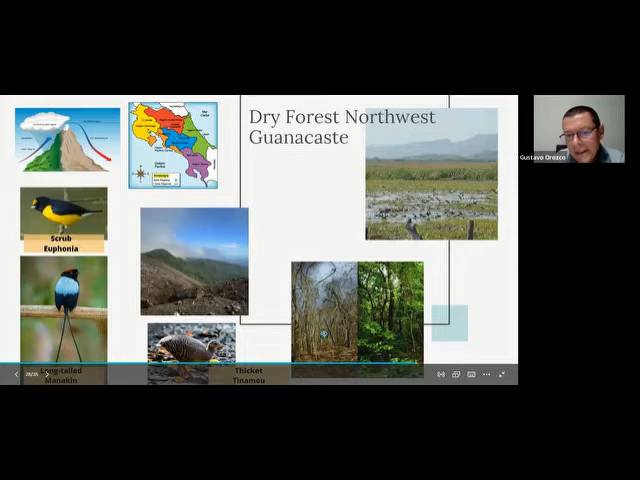 Dry Forest Northwest
Guanacaste
Gustavo Orozco
Scrub
Euphonia
Long-tailed
Manakin
Thicket
Tinamou